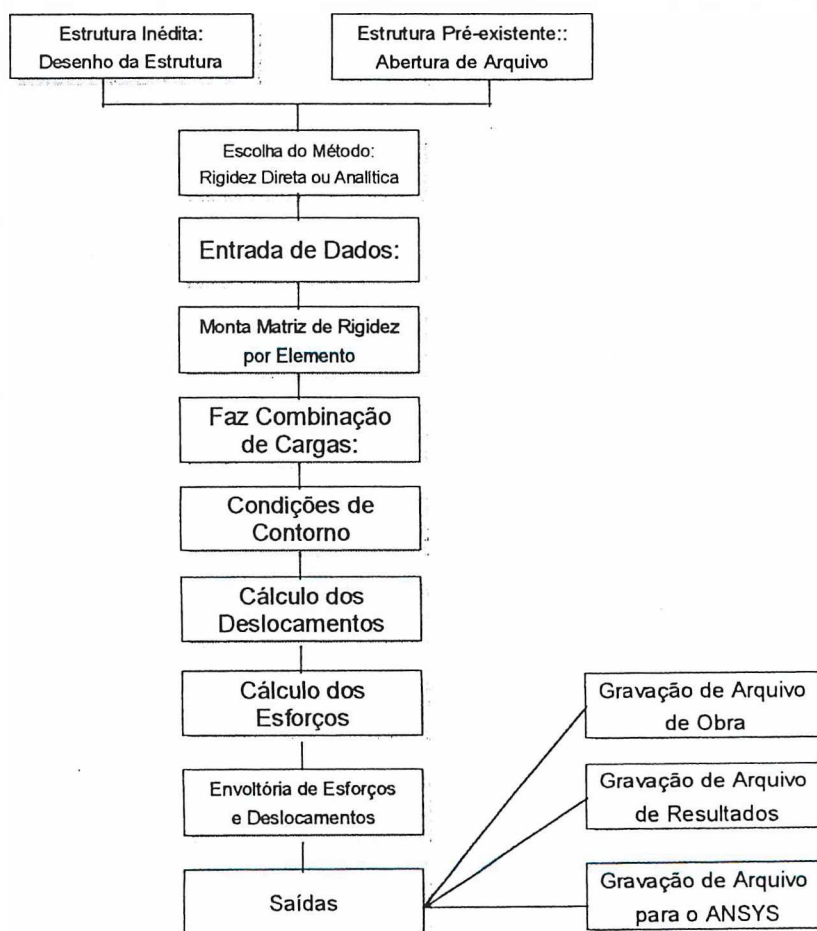 Estrutura Inédita:
Desenho da Estrutura
Estrutura Pré-existente::
Abertura de Arquivo
Escolha do Método:
Rigidez Direta ou Analítica
Entrada de Dados:
Monta Matriz de Rigidez
por Elemento
Faz Combinação
de Cargas:
Condições de
Contorno
Cálculo dos
Deslocamentos
Cálculo dos
Esforços
Envoltória de Esforços
e Deslocamentos
Saídas
Gravação de Arquivo
de Obra
Gravação de Arquivo
de Resultados
Gravação de Arquivo
para o ANSYS